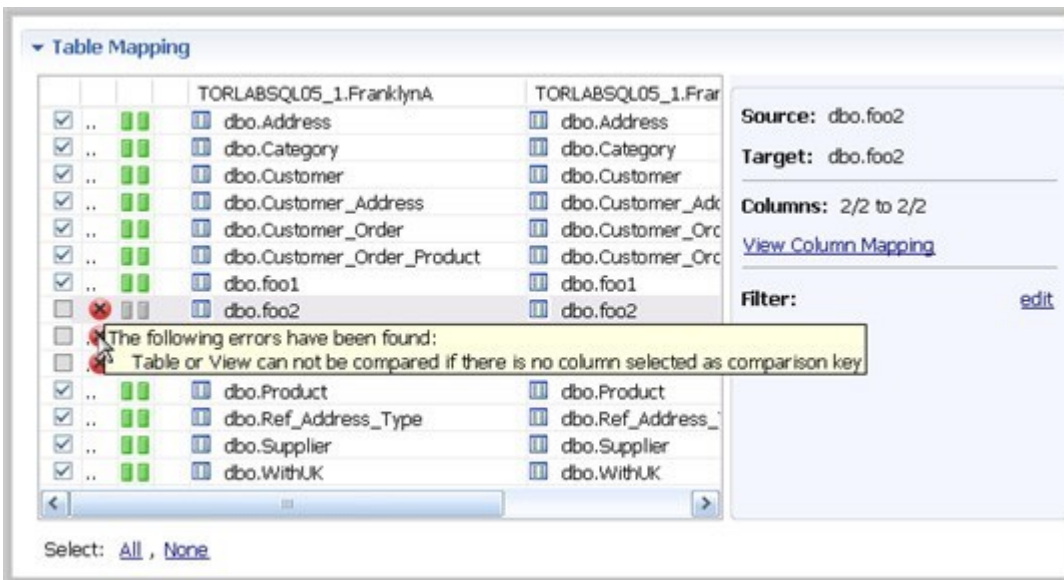 Table Mapping
TORLABSQL05_1.FranklynA TORLABSQL05_1.Fran
.. dbo.Address dbo.Address
.. dbo.Category dbo.Category
.. dbo.Customer dbo.Customer
.. dbo.Customer_Address dbo.Customer_Adc
.. dbo.Customer_Order dbo.Customer_Orc
.. dbo.Customer_Order_Product dbo.Customer_Orc
.. dbo.foo1 dbo.foo1
dbo.foo2 dbo.foo2
The following errors have been found:
Table or View can not be compared if there is no column selected as comparison key
.. dbo.Product dbo.Product
.. dbo.Ref_Address_Type dbo.Ref_Address_
.. dbo.Supplier dbo.Supplier
.. dbo.WithUK dbo.WithUK
Select: All , None
Source: dbo.foo2
Target: dbo.foo2
Columns: 2/2 to 2/2
View Column Mapping
Filter: edit